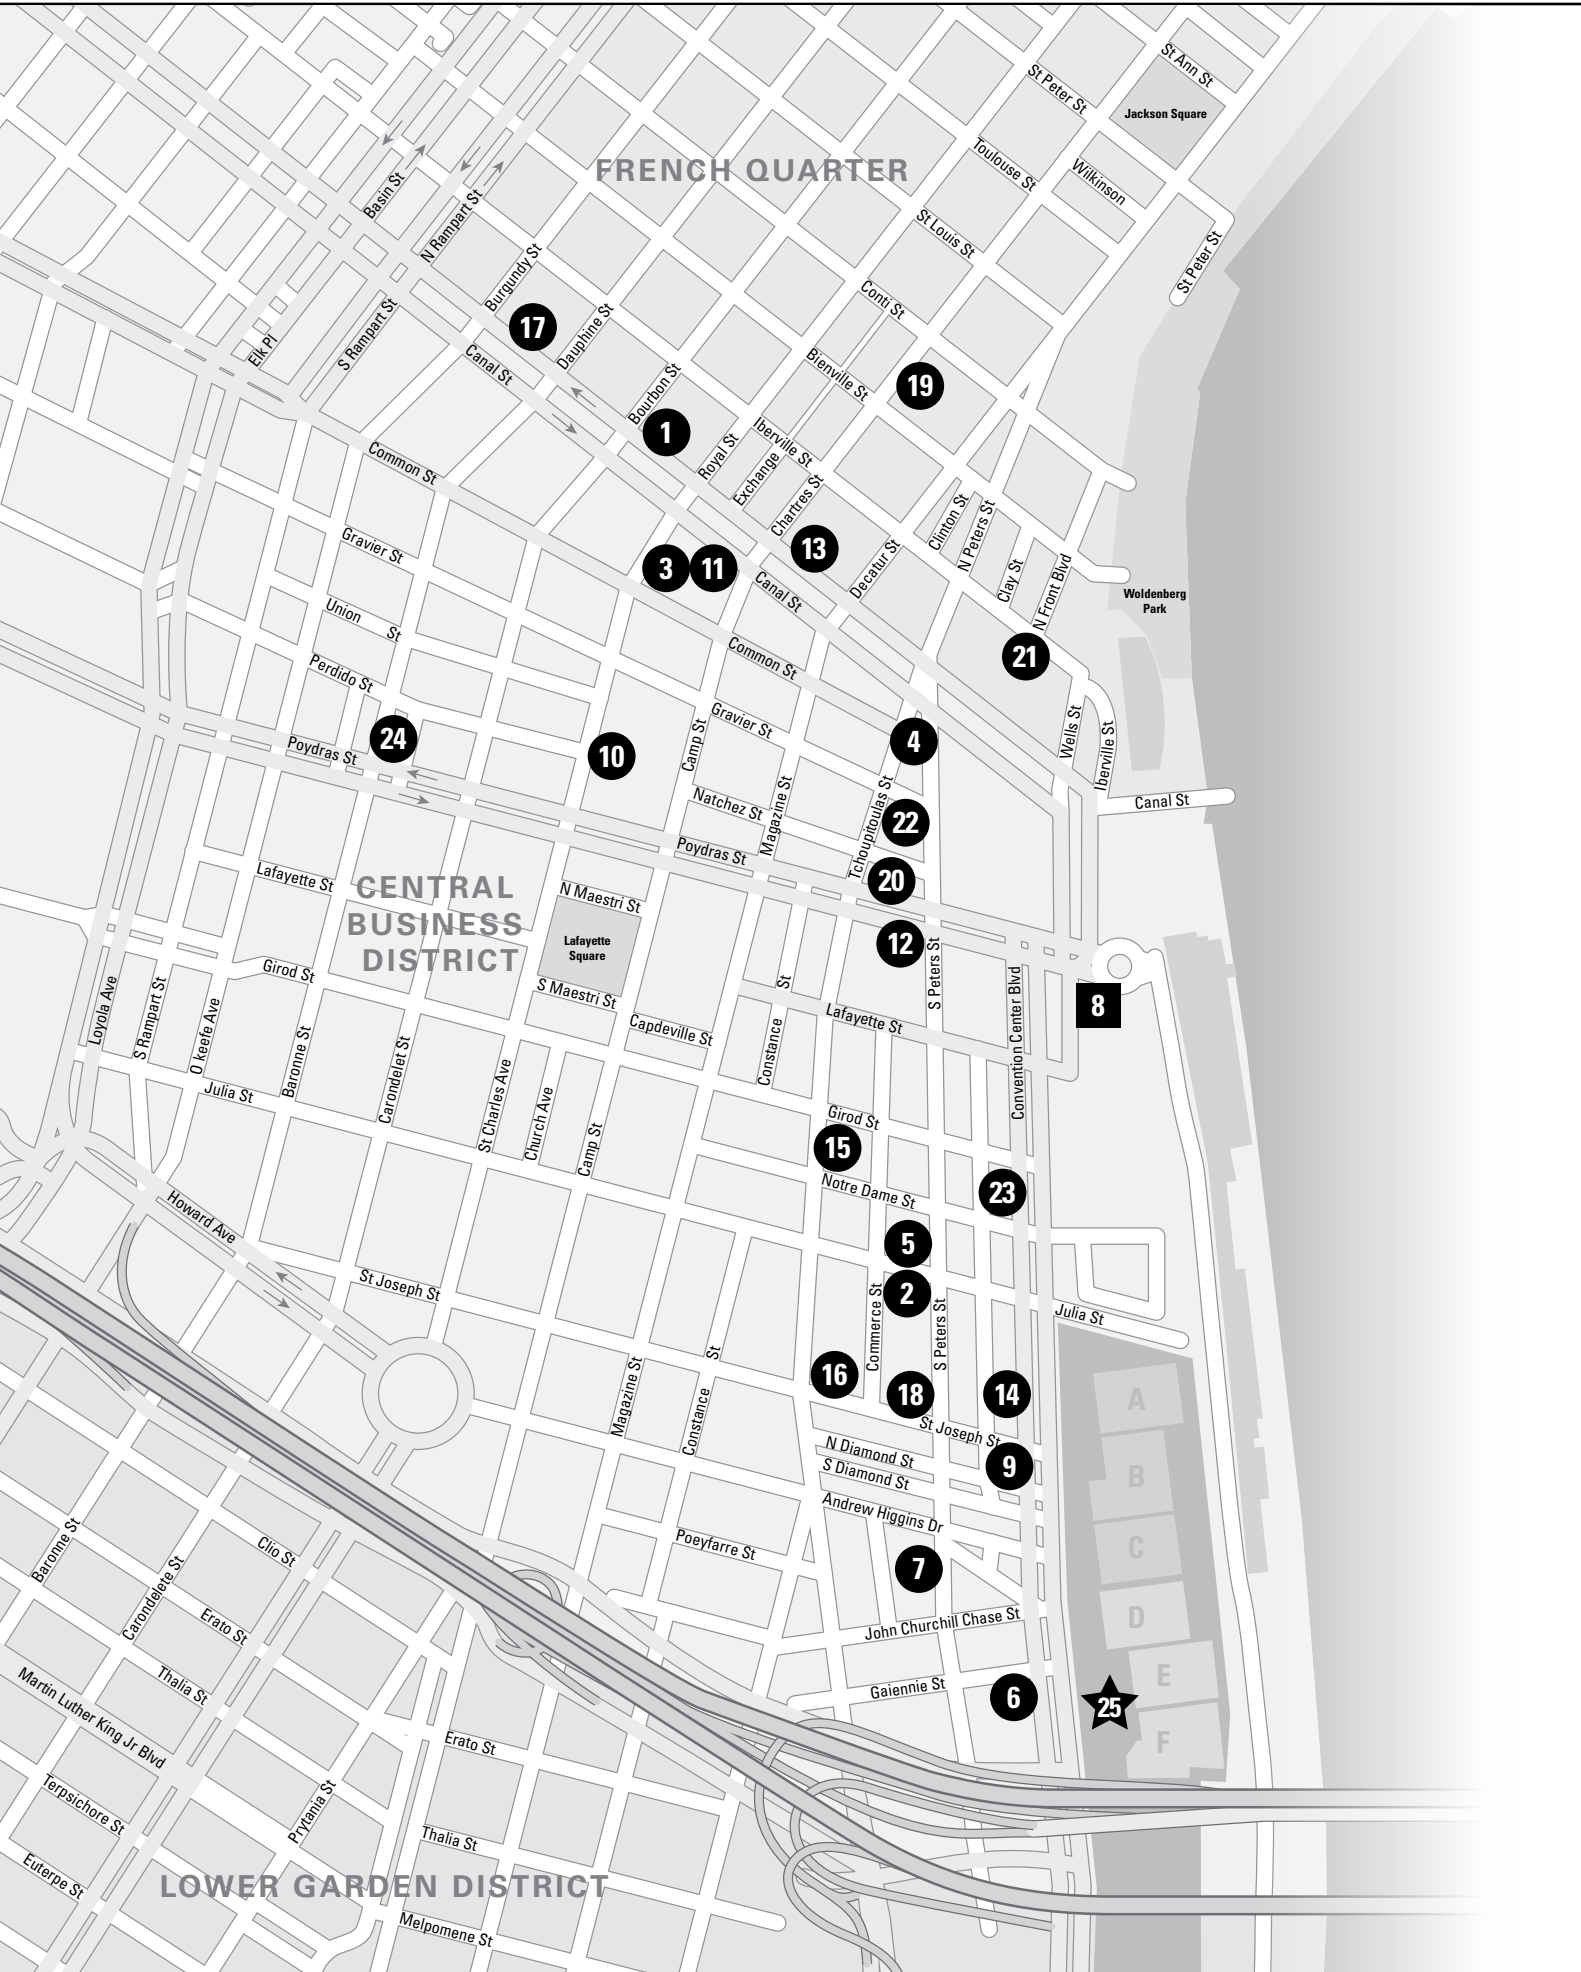 St Ann St
St Peter St
Jackson Square
FRENCH QUARTER
Toulouse St
Wilkinson
Basin St
N Rampart St
St Louis St
St Peter St
Burgundy St
Conti St
17
Dauphine St
S Rampart St
Elk Pl
Canal St
Bienville St
19
Bourbon St
1
Iberville St
Royal St
Exchange
Common St
Chartres St
Clinton St
N Peters St
13
Gravier St
3
11
Decatur St
Clay St
N Front Blvd
Canal St
Woldenberg
Park
Union St
Common St
21
Perdido St
Gravier St
Camp St
Wells St
Iberville St
24
10
4
Poydras St
Natchez St
Magazine St
Tchoupitoulas St
Canal St
22
Poydras St
20
Lafayette St
CENTRAL
BUSINESS
DISTRICT
N Maestri St
Lafayette
Square
12
S Peters St
Girod St
S Maestri St
Constance St
8
Loyola Ave
S Rampart St
O keefe Ave
Lafayette St
Capdeville St
Convention Center Blvd
Baronne St
Carondelet St
Julia St
St Charles Ave
Church Ave
Camp St
Girod St
15
Notre Dame St
23
Howard Ave
5
St Joseph St
2
Commerce St
S Peters St
Julia St
Magazine St
Constance St
16
18
14
A
St Joseph St
N Diamond St
9
B
S Diamond St
Andrew Higgins Dr
Baronne St
Clio St
Poeyfarre St
C
7
Carondelete St
Erato St
John Churchill Chase St
D
Thalia St
Martin Luther King Jr Blvd
Gaiennie St
6
25
E
F
Erato St
Terpsichore St
Prytania St
Thalia St
Euterpe St
LOWER GARDEN DISTRICT
Melpomene St